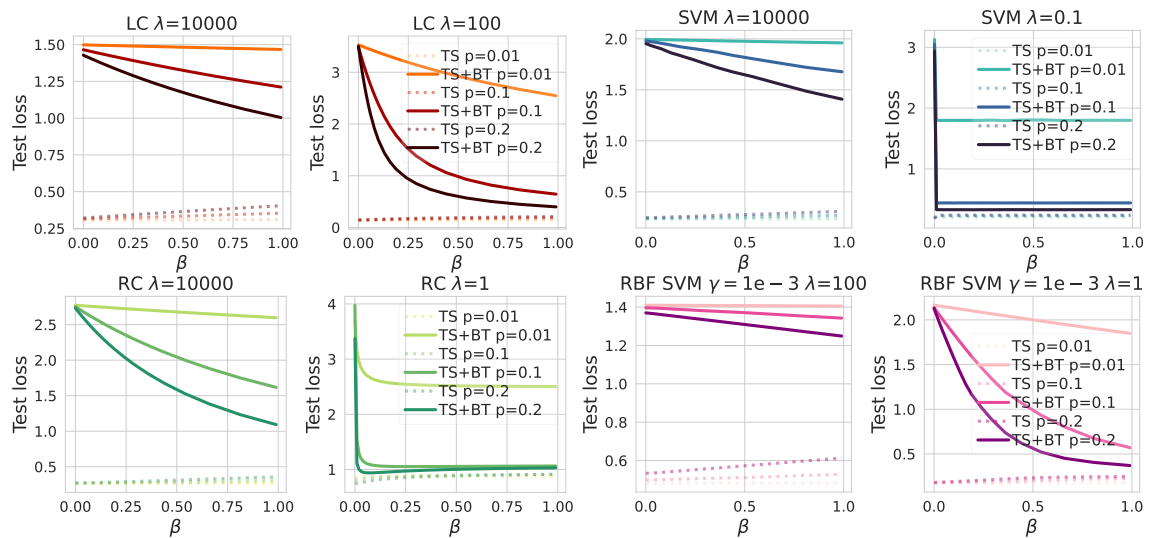 LC λ=10000
Test loss
1.50
1.25
1.00
0.75
0.50
0.25
0.00 0.25 0.50 0.75 1.00
β
LC λ=100
Test loss
3
2
1
0
0.00 0.25 0.50 0.75 1.00
β
TS p=0.01
TS+BT p=0.01
TS p=0.1
TS+BT p=0.1
TS p=0.2
TS+BT p=0.2
SVM λ=10000
Test loss
2.0
1.5
1.0
0.5
0.0 0.5 1.0
β
SVM λ=0.1
Test loss
3
2
1
0.0 0.5 1.0
β
TS p=0.01
TS+BT p=0.01
TS p=0.1
TS+BT p=0.1
TS p=0.2
TS+BT p=0.2
RC λ=10000
Test loss
2.5
2.0
1.5
1.0
0.5
0.00 0.25 0.50 0.75 1.00
β
RC λ=1
Test loss
4
3
2
1
0.00 0.25 0.50 0.75 1.00
β
TS p=0.01
TS+BT p=0.01
TS p=0.1
TS+BT p=0.1
TS p=0.2
TS+BT p=0.2
RBF SVM γ = 1e − 3 λ=100
Test loss
1.4
1.2
1.0
0.8
0.6
0.0 0.5 1.0
β
RBF SVM γ = 1e − 3 λ=1
Test loss
2.0
1.5
1.0
0.5
0.0 0.5 1.0
β
TS p=0.01
TS+BT p=0.01
TS p=0.1
TS+BT p=0.1
TS p=0.2
TS+BT p=0.2